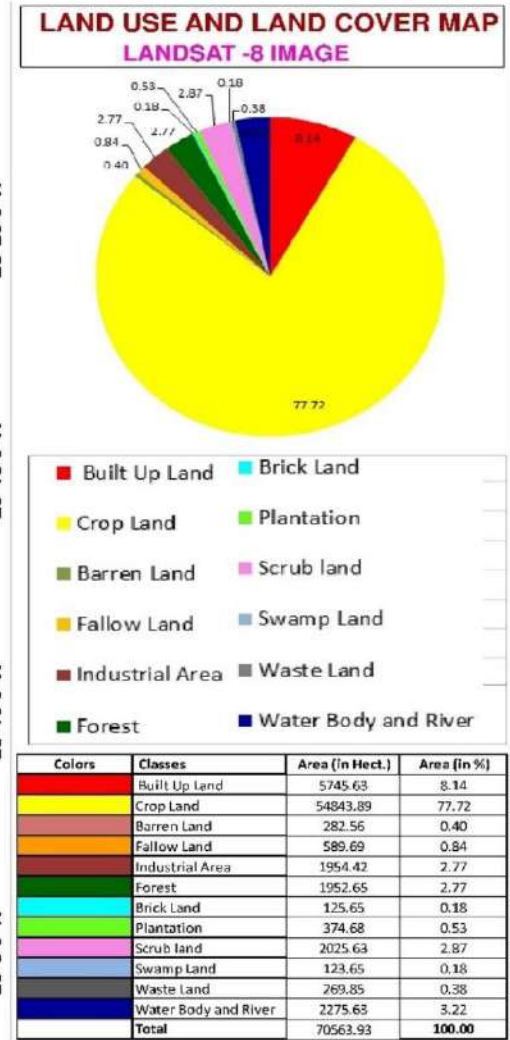 LAND USE AND LAND COVER MAP
LANDSAT -8 IMAGE
0.53
2.87
0.18
0.18
0.38
2.77
2.77
0.84
0.40
8.14
77.72
Built Up Land
Brick Land
Crop Land
Plantation
Barren Land
Scrub land
Fallow Land
Swamp Land
Industrial Area
Waste Land
Forest
Water Body and River
Colors Classes Area (in Hect.) Area (in %)
Built Up Land 5745.63 8.14
Crop Land 54843.89 77.72
Barren Land 282.56 0.40
Fallow Land 589.69 0.84
Industrial Area 1954.42 2.77
Forest 1952.65 2.77
Brick Land 125.65 0.18
Plantation 374.68 0.53
Scrub land 2025.63 2.87
Swamp Land 123.65 0.18
Waste Land 269.85 0.38
Water Body and River 2275.63 3.22
Total 70563.93 100.00